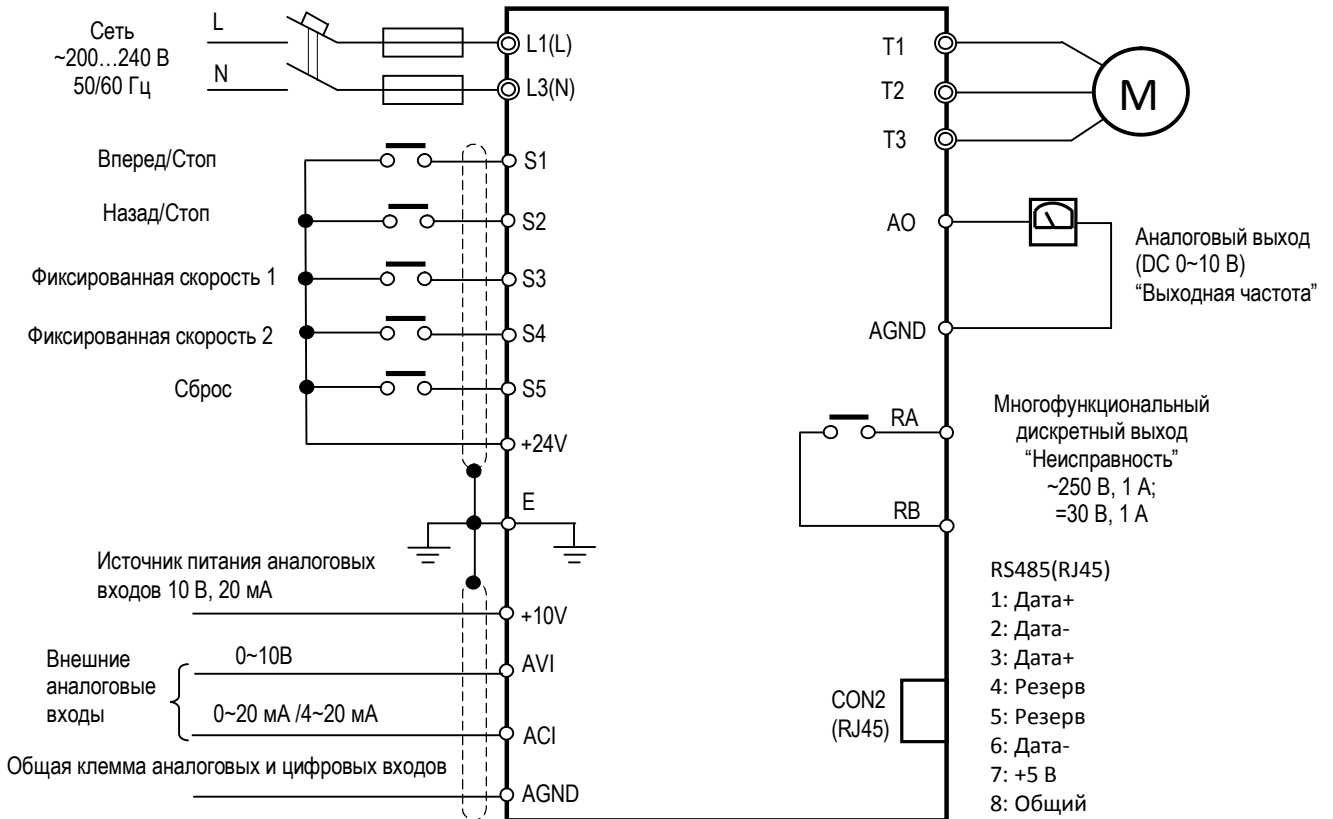 Сеть
~200…240 В
50/60 Гц
L
N
L1(L)
L3(N)
Вперед/Стоп
S1
Назад/Стоп
S2
Фиксированная скорость 1
S3
Фиксированная скорость 2
S4
Сброс
S5
+24V
E
Источник питания аналоговых
входов 10 В, 20 мА
+10V
Внешние
аналоговые
входы
0~10В
AVI
0~20 мА /4~20 мА
ACI
Общая клемма аналоговых и цифровых входов
AGND
T1
T2
T3
M
AO
AGND
Аналоговый выход
(DC 0~10 В)
“Выходная частота”
RA
RB
Многофункциональный
дискретный выход
“Неисправность”
~250 В, 1 А;
=30 В, 1 А
CON2
(RJ45)
RS485(RJ45)
1: Дата+
2: Дата-
3: Дата+
4: Резерв
5: Резерв
6: Дата-
7: +5 В
8: Общий